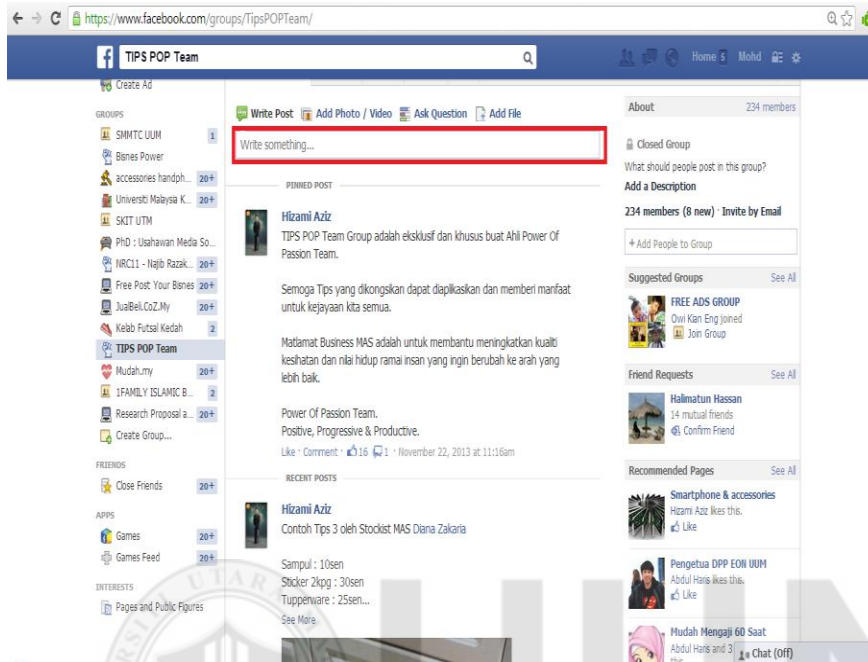 https://www.facebook.com/groups/TipsPOPTeam/
TIPS POP Team
Home 5 Mohd
Create Ad
GROUPS
SMMTC UUM 1
Bisnes Power
accessories handph... 20+
Universiti Malaysia K... 20+
SKIT UTM
PhD : Usahawan Media So...
NRC11 - Najib Razak... 20+
Free Post Your Bisnes 20+
JualBeli.CoZ.My 20+
Kelab Futsal Kedah 2
TIPS POP Team
Mudah.my 20+
1FAMILY ISLAMIC B... 2
Research Proposal a... 20+
Create Group...
FRIENDS
Close Friends 20+
APPS
Games 20+
Games Feed 20+
INTERESTS
Pages and Public Figures
Write Post Add Photo / Video Ask Question Add File
Write something...
PINNED POST
Hizami Aziz
TIPS POP Team Group adalah eksklusif dan khusus buat Ahli Power Of
Passion Team.
Semoga Tips yang dikongsikan dapat diaplikasikan dan memberi manfaat
untuk kejayaan kita semua.
Matlamat Business MAS adalah untuk membantu meningkatkan kualiti
kesihatan dan nilai hidup ramai insan yang ingin berubah ke arah yang
lebih baik.
Power Of Passion Team.
Positive, Progressive & Productive.
Like · Comment · 16 1 · November 22, 2013 at 11:16am
RECENT POSTS
Hizami Aziz
Contoh Tips 3 oleh Stockist MAS Diana Zakaria
Sampul : 10sen
Sticker 2kpg : 30sen
Tupperware : 25sen...
See More
About 234 members
Closed Group
What should people post in this group?
Add a Description
234 members (8 new) · Invite by Email
+ Add People to Group
Suggested Groups See All
FREE ADS GROUP
Owi Kan Eng joined
Join Group
Friend Requests See All
Halimatun Hassan
14 mutual friends
Confirm Friend
Recommended Pages See All
Smartphone & accessories
Hizami Aziz likes this.
Like
Pengetua DPP EON UUM
Abdul Haris likes this.
Like
Mudah Mengaji 60 Saat
Abdul Haris and 3
Chat (Off)
UTARA